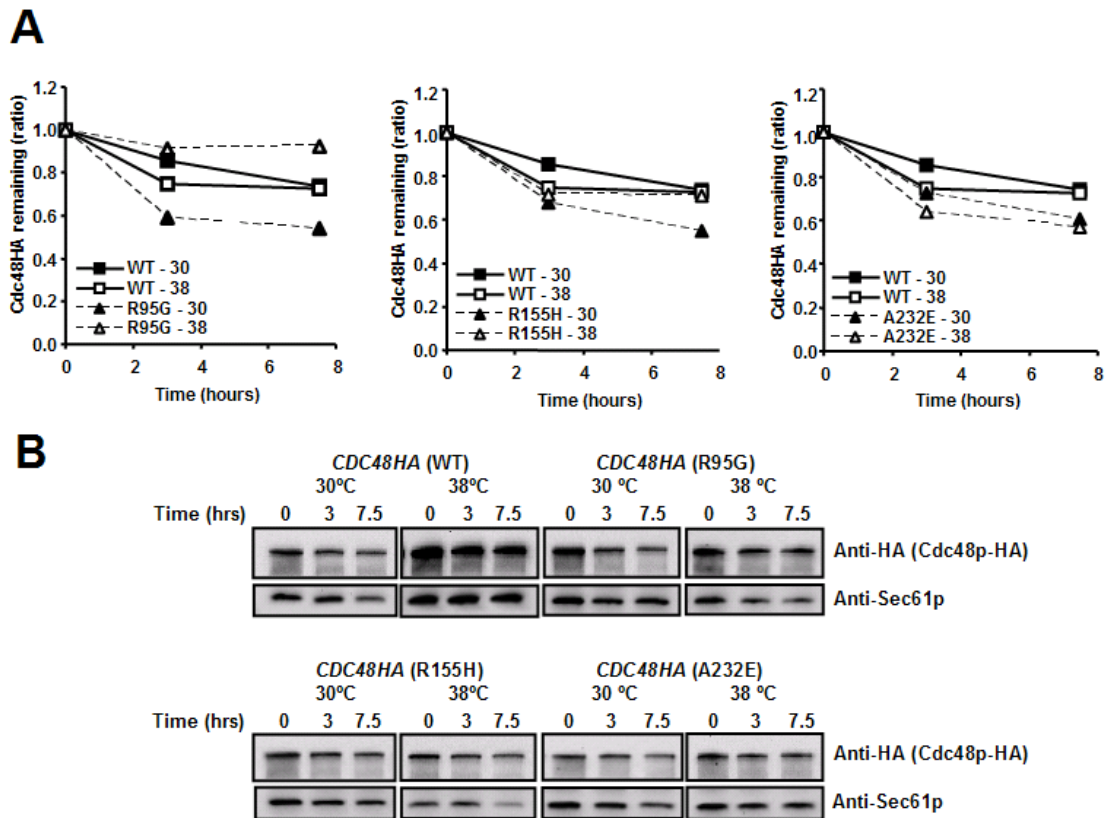 A
Cdc48HA remaining (ratio)
1.2
1.0
0.8
0.6
0.4
0.2
0.0
WT - 30
WT - 38
R95G - 30
R95G - 38
0 2 4 6 8
Time (hours)
Cdc48HA remaining (ratio)
1.2
1.0
0.8
0.6
0.4
0.2
0.0
WT - 30
WT - 38
R155H - 30
R155H - 38
0 2 4 6 8
Time (hours)
Cdc48HA remaining (ratio)
1.2
1.0
0.8
0.6
0.4
0.2
0.0
WT - 30
WT - 38
A232E - 30
A232E - 38
0 2 4 6 8
Time (hours)
B
CDC48HA (WT) CDC48HA (R95G)
30ºC 38ºC 30 ºC 38 ºC
Time (hrs) 0 3 7.5 0 3 7.5 0 3 7.5 0 3 7.5
Anti-HA (Cdc48p-HA)
Anti-Sec61p
CDC48HA (R155H) CDC48HA (A232E)
30ºC 38ºC 30 ºC 38 ºC
Time (hrs) 0 3 7.5 0 3 7.5 0 3 7.5 0 3 7.5
Anti-HA (Cdc48p-HA)
Anti-Sec61p